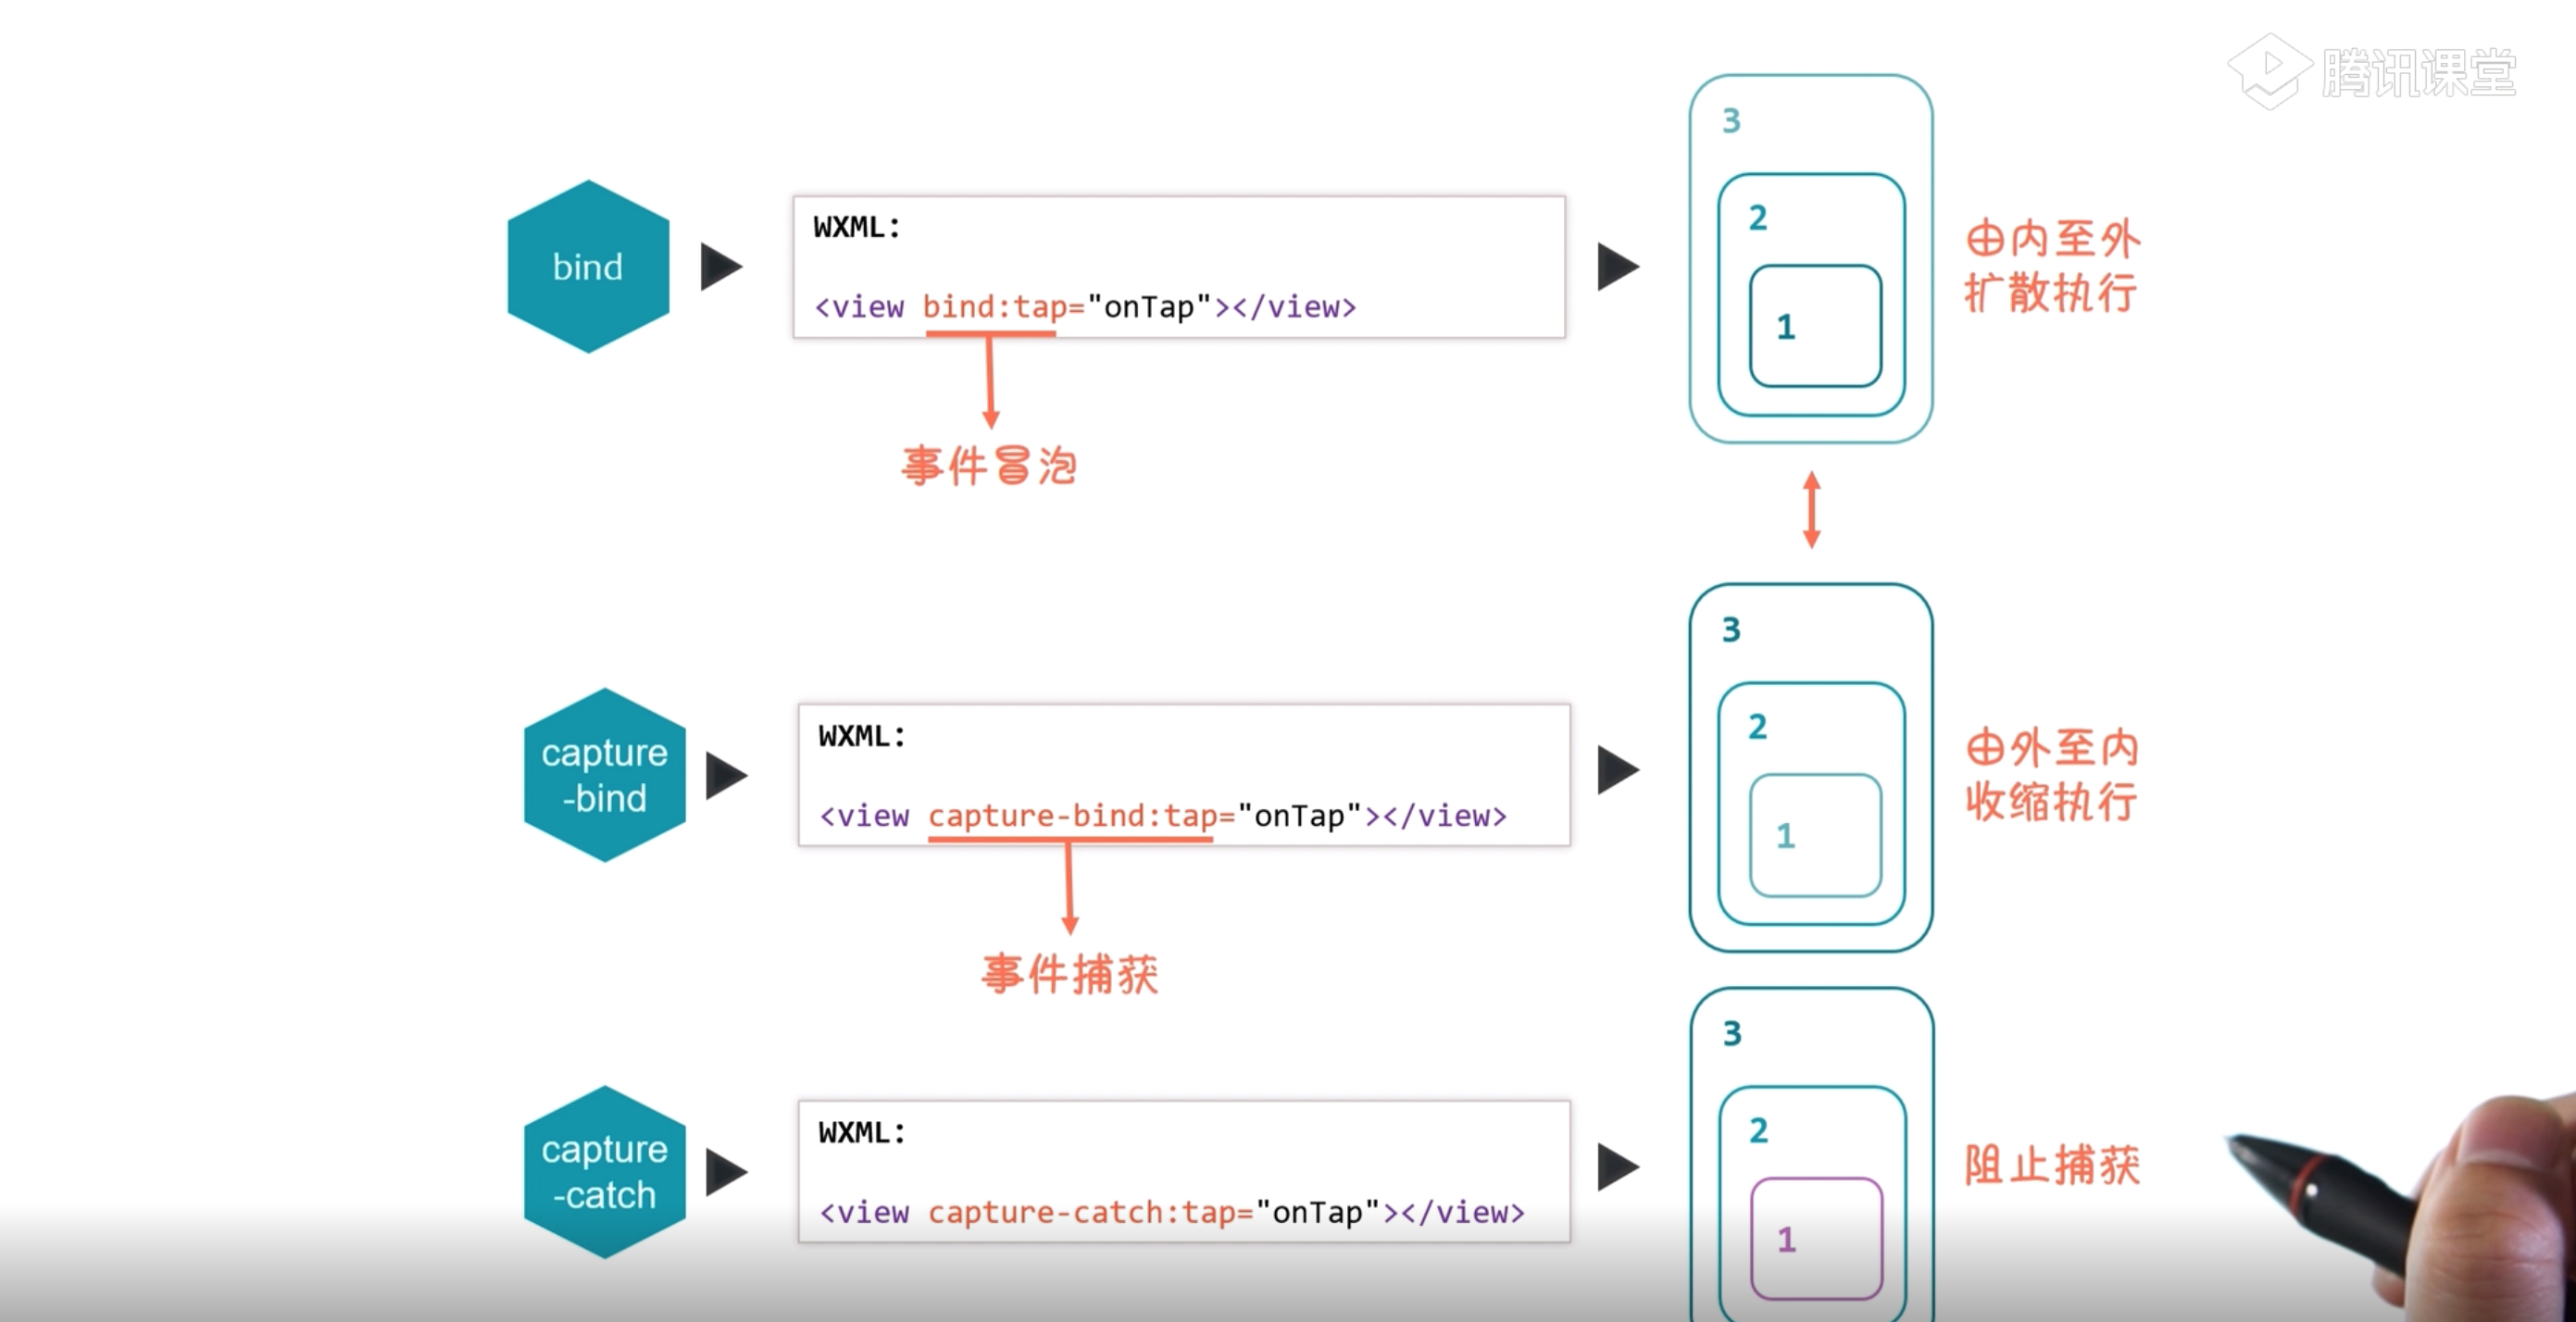 腾讯课堂
bind
WXML:
<view bind:tap="onTap"></view>
事件冒泡
3
2
1
由内至外
扩散执行
capture
-bind
WXML:
<view capture-bind:tap="onTap"></view>
事件捕获
3
2
1
由外至内
收缩执行
capture
-catch
WXML:
<view capture-catch:tap="onTap"></view>
3
2
1
阻止捕获